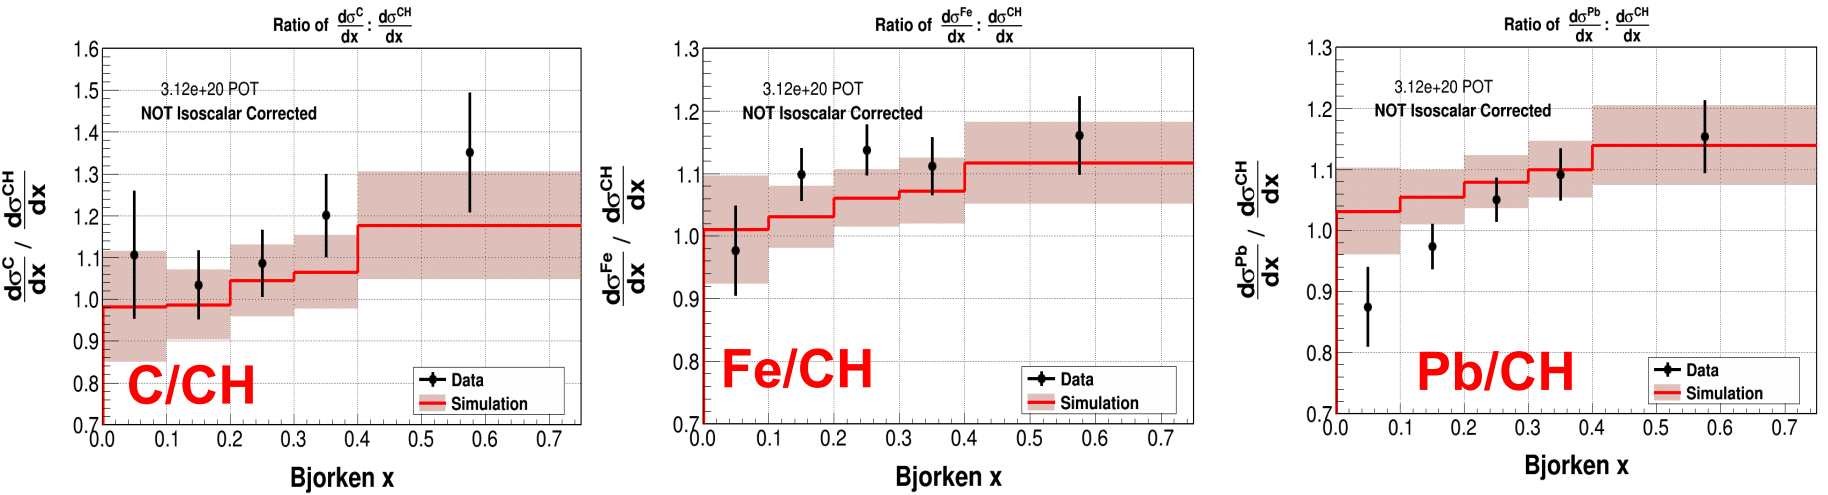 Ratio of dσ^C/dx : dσ^CH/dx
3.12e+20 POT
NOT Isoscalar Corrected
dσ^C/dx / dσ^CH/dx
1.6
1.5
1.4
1.3
1.2
1.1
1.0
0.9
0.8
0.7
C/CH
Data
Simulation
0.0 0.1 0.2 0.3 0.4 0.5 0.6 0.7
Bjorken x
Ratio of dσ^Fe/dx : dσ^CH/dx
3.12e+20 POT
NOT Isoscalar Corrected
dσ^Fe/dx / dσ^CH/dx
1.3
1.2
1.1
1.0
0.9
0.8
0.7
Fe/CH
Data
Simulation
0.0 0.1 0.2 0.3 0.4 0.5 0.6 0.7
Bjorken x
Ratio of dσ^Pb/dx : dσ^CH/dx
3.12e+20 POT
NOT Isoscalar Corrected
dσ^Pb/dx / dσ^CH/dx
1.3
1.2
1.1
1.0
0.9
0.8
0.7
Pb/CH
Data
Simulation
0.0 0.1 0.2 0.3 0.4 0.5 0.6 0.7
Bjorken x